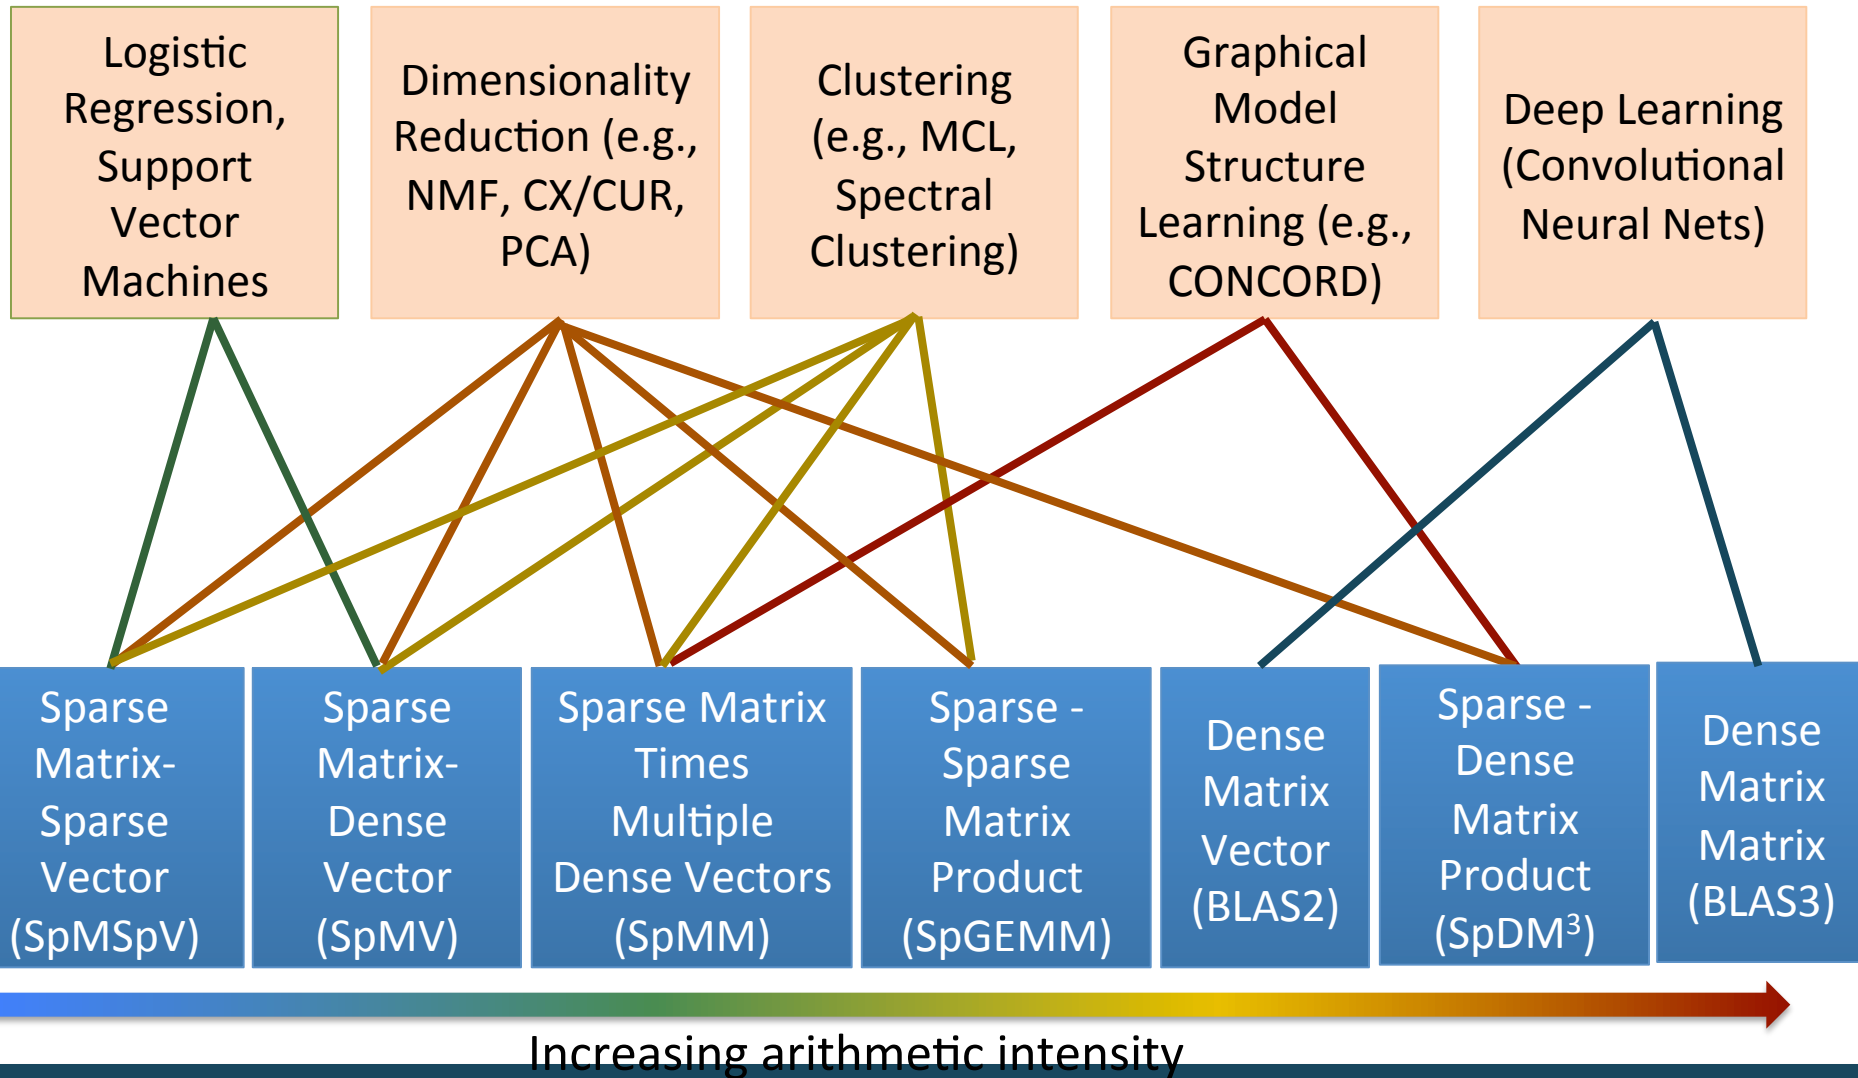 Logistic
Regression,
Support
Vector
Machines
Dimensionality
Reduction (e.g.,
NMF, CX/CUR,
PCA)
Clustering
(e.g., MCL,
Spectral
Clustering)
Graphical
Model
Structure
Learning (e.g.,
CONCORD)
Deep Learning
(Convolutional
Neural Nets)
Sparse
Matrix-
Sparse
Vector
(SpMSpV)
Sparse
Matrix-
Dense
Vector
(SpMV)
Sparse Matrix
Times
Multiple
Dense Vectors
(SpMM)
Sparse -
Sparse
Matrix
Product
(SpGEMM)
Dense
Matrix
Vector
(BLAS2)
Sparse -
Dense
Matrix
Product
(SpDM³)
Dense
Matrix
Matrix
(BLAS3)
Increasing arithmetic intensity